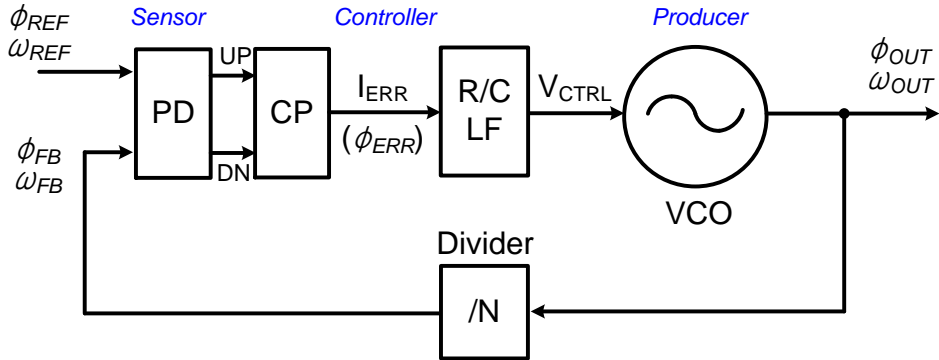 Sensor Controller Producer
ϕREF
ωREF
UP
PD
DN
CP
IERR
(ϕERR)
R/C
LF
VCTRL
VCO
ϕOUT
ωOUT
ϕFB
ωFB
Divider
/N